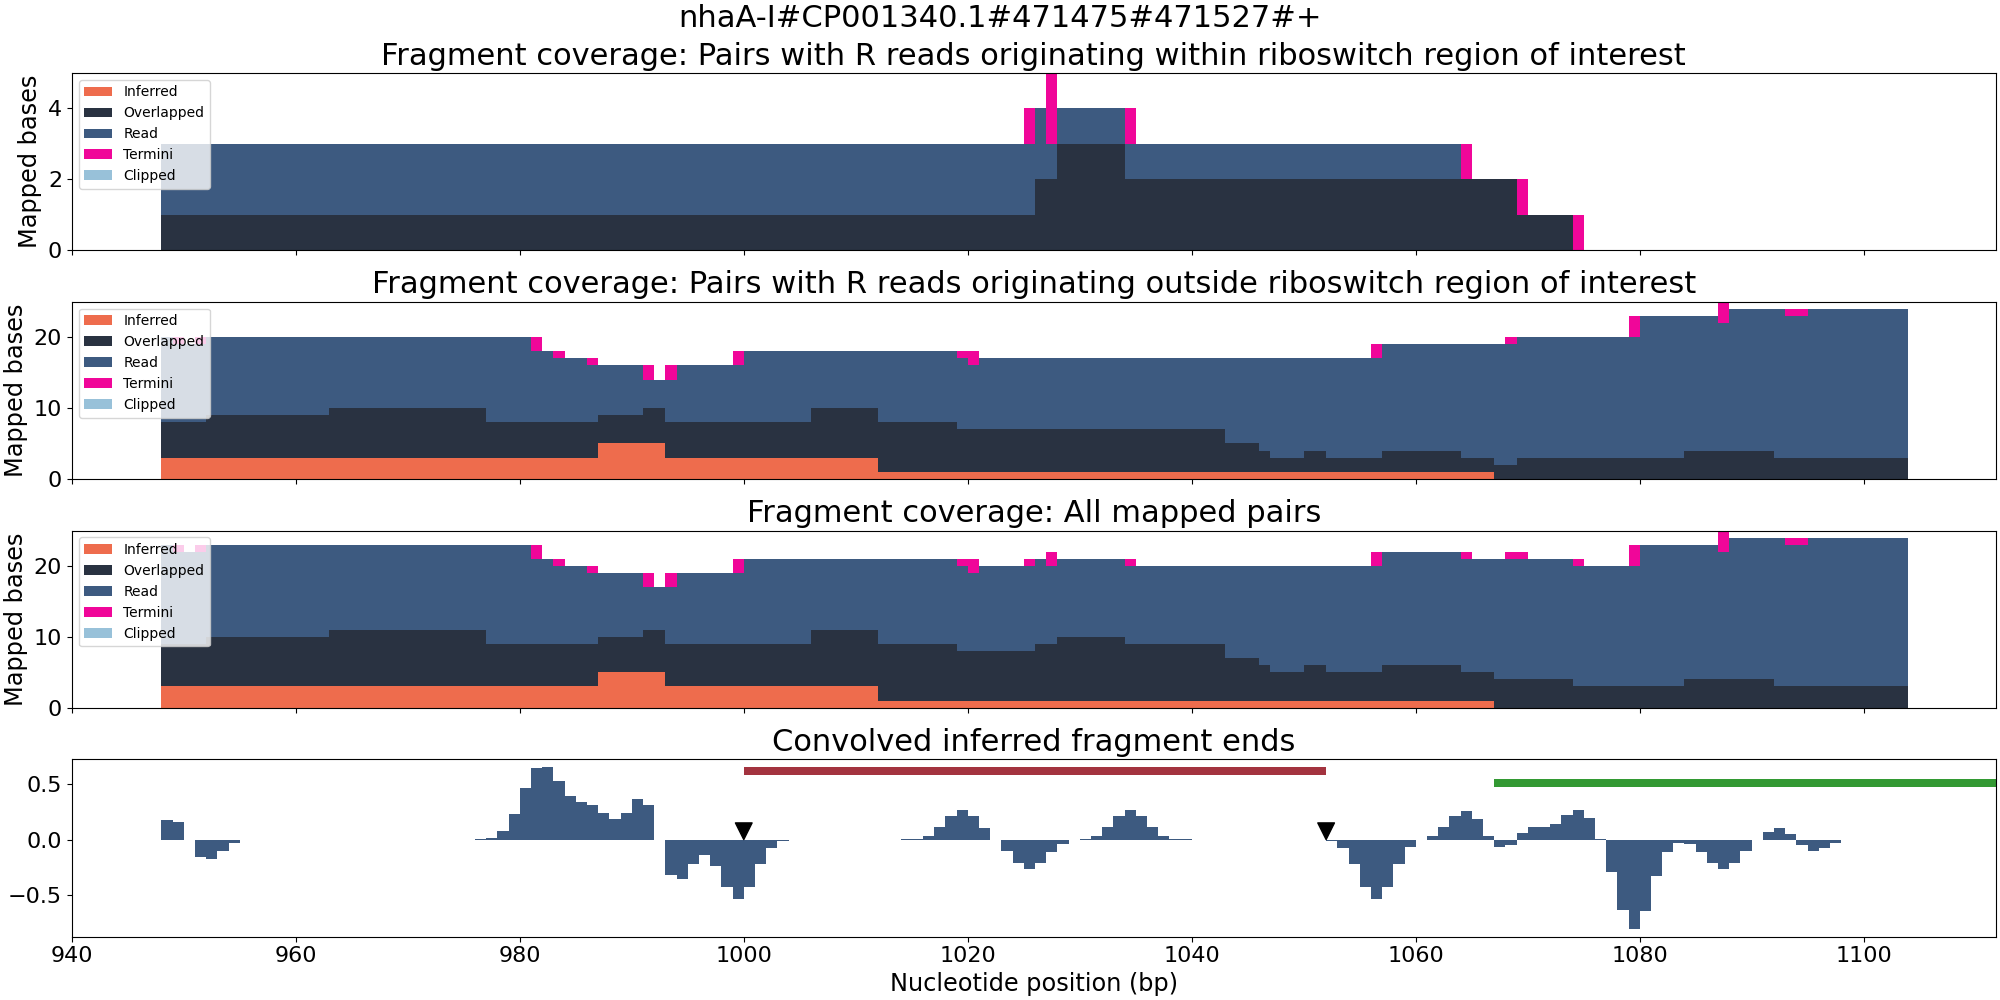 nhaA-I#CP001340.1#471475#471527#+
Fragment coverage: Pairs with R reads originating within riboswitch region of interest
Mapped bases
4
2
0
Inferred
Overlapped
Read
Termini
Clipped
Fragment coverage: Pairs with R reads originating outside riboswitch region of interest
Mapped bases
20
10
0
Inferred
Overlapped
Read
Termini
Clipped
Fragment coverage: All mapped pairs
Mapped bases
20
10
0
Inferred
Overlapped
Read
Termini
Clipped
Convolved inferred fragment ends
0.5
0.0
−0.5
940 960 980 1000 1020 1040 1060 1080 1100
Nucleotide position (bp)